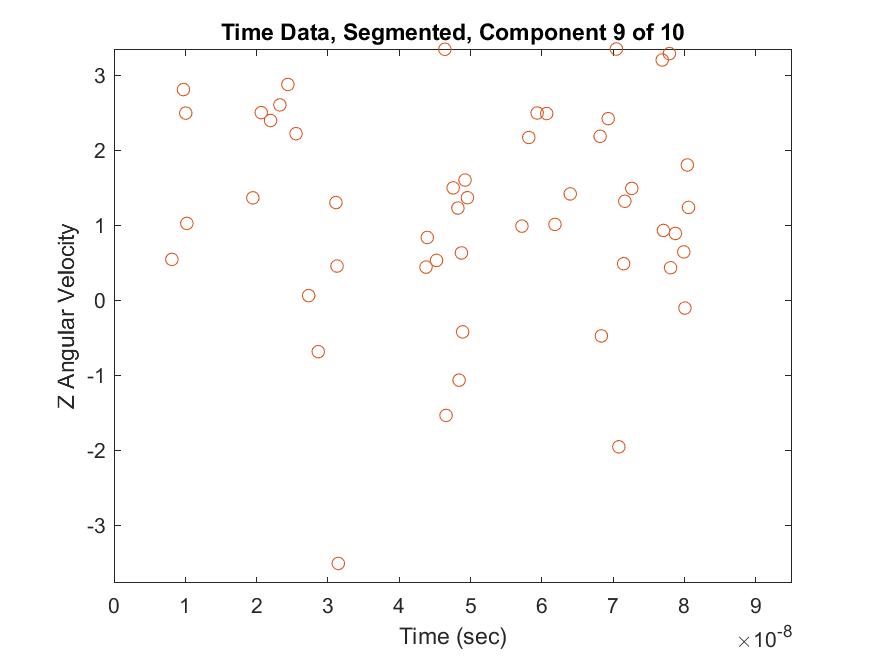 Time Data, Segmented, Component 9 of 10
3
2
1
0
-1
-2
-3
Z Angular Velocity
0 1 2 3 4 5 6 7 8 9
Time (sec)
×10-8